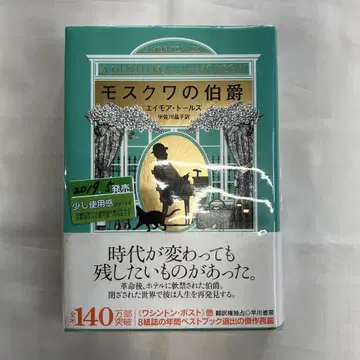 A GENTLEMAN IN MOSCOW
モスクワの伯爵
エイモア・トールズ
宇佐川晶子訳
2019.5 発売
少し使用感
時代が変わっても
残したいものがあった。
革命後、ホテルに軟禁された伯爵。
閉ざされた世界で彼は人生を再発見する。
全米140万部突破
《ワシントン・ポスト》他 翻訳権独占◎早川書房
8紙誌の年間ベストブック選出の傑作長篇